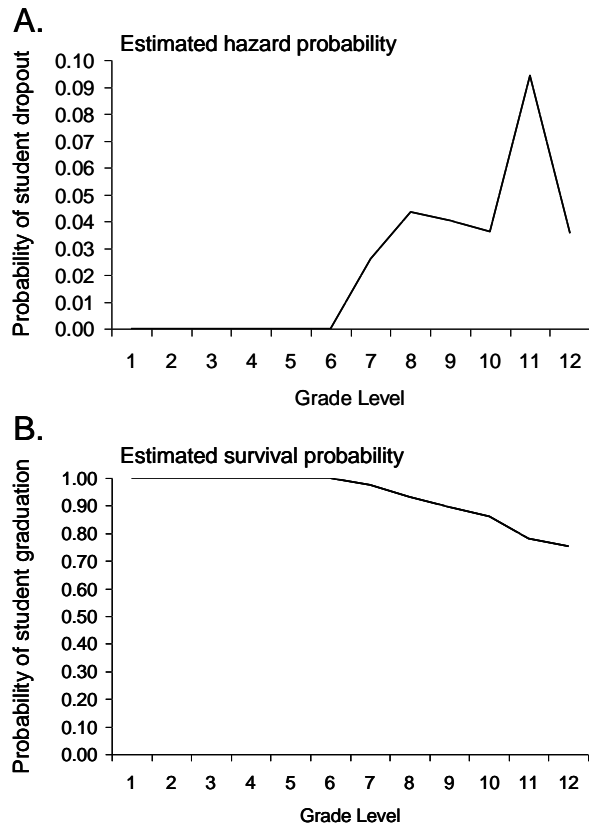 A.
Estimated hazard probability
Probability of student dropout
0.10
0.09
0.08
0.07
0.06
0.05
0.04
0.03
0.02
0.01
0.00
1 2 3 4 5 6 7 8 9 10 11 12
Grade Level
B.
Estimated survival probability
Probability of student graduation
1.00
0.90
0.80
0.70
0.60
0.50
0.40
0.30
0.20
0.10
0.00
1 2 3 4 5 6 7 8 9 10 11 12
Grade Level